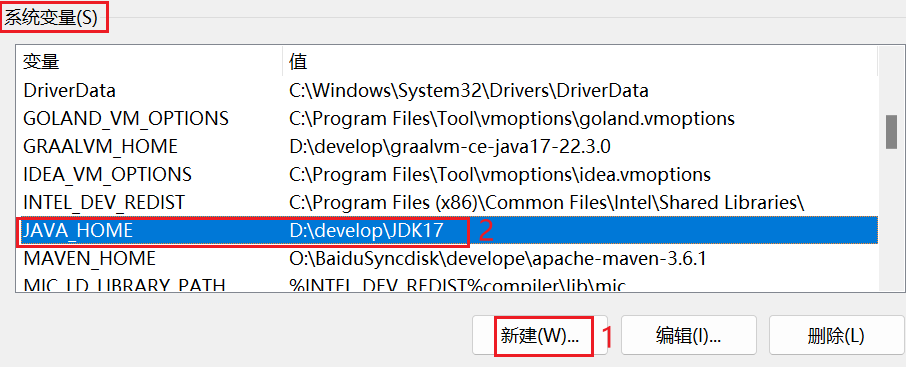 系统变量(S)
变量 值
DriverData C:\Windows\System32\Drivers\DriverData
GOLAND_VM_OPTIONS C:\Program Files\Tool\vmoptions\goland.vmoptions
GRAALVM_HOME D:\develop\graalvm-ce-java17-22.3.0
IDEA_VM_OPTIONS C:\Program Files\Tool\vmoptions\idea.vmoptions
INTEL_DEV_REDIST C:\Program Files (x86)\Common Files\Intel\Shared Libraries\
JAVA_HOME D:\develop\JDK17 2
MAVEN_HOME O:\BaiduSyncdisk\develope\apache-maven-3.6.1
MIC_LD_LIBRARY_PATH %INTEL_DEV_REDIST%compiler\lib\mic
新建(W)... 1 编辑(I)... 删除(L)